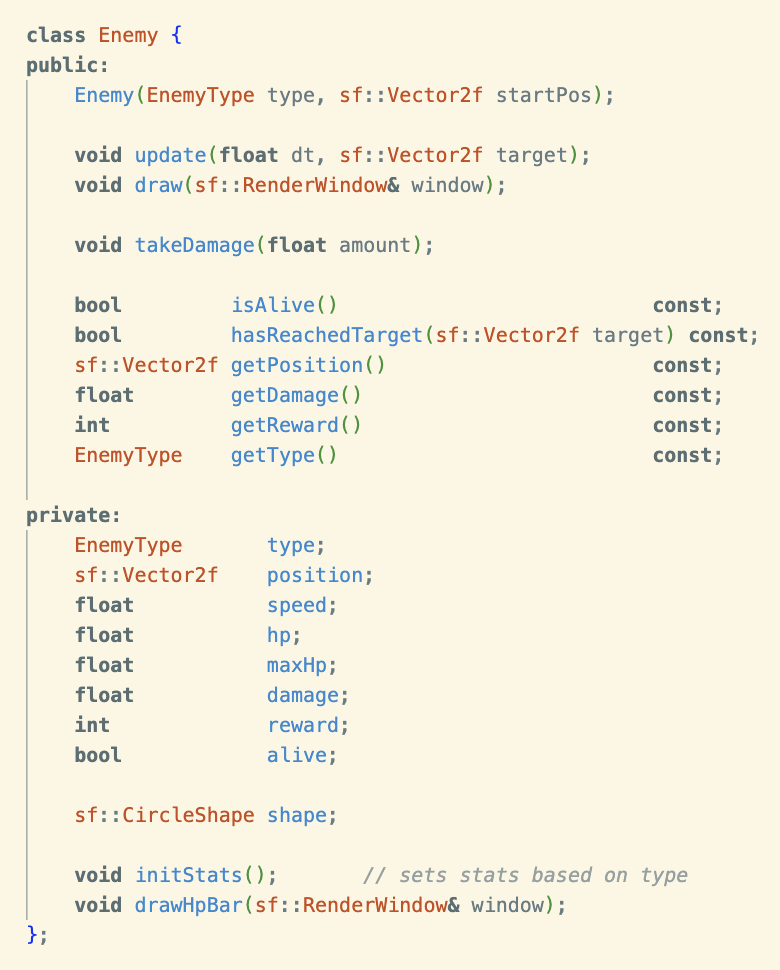 class Enemy {
public:
    Enemy(EnemyType type, sf::Vector2f startPos);

    void update(float dt, sf::Vector2f target);
    void draw(sf::RenderWindow& window);

    void takeDamage(float amount);

    bool         isAlive()                          const;
    bool         hasReachedTarget(sf::Vector2f target) const;
    sf::Vector2f getPosition()                      const;
    float        getDamage()                        const;
    int          getReward()                        const;
    EnemyType    getType()                          const;

private:
    EnemyType       type;
    sf::Vector2f    position;
    float           speed;
    float           hp;
    float           maxHp;
    float           damage;
    int             reward;
    bool            alive;

    sf::CircleShape shape;

    void initStats();       // sets stats based on type
    void drawHpBar(sf::RenderWindow& window);
};